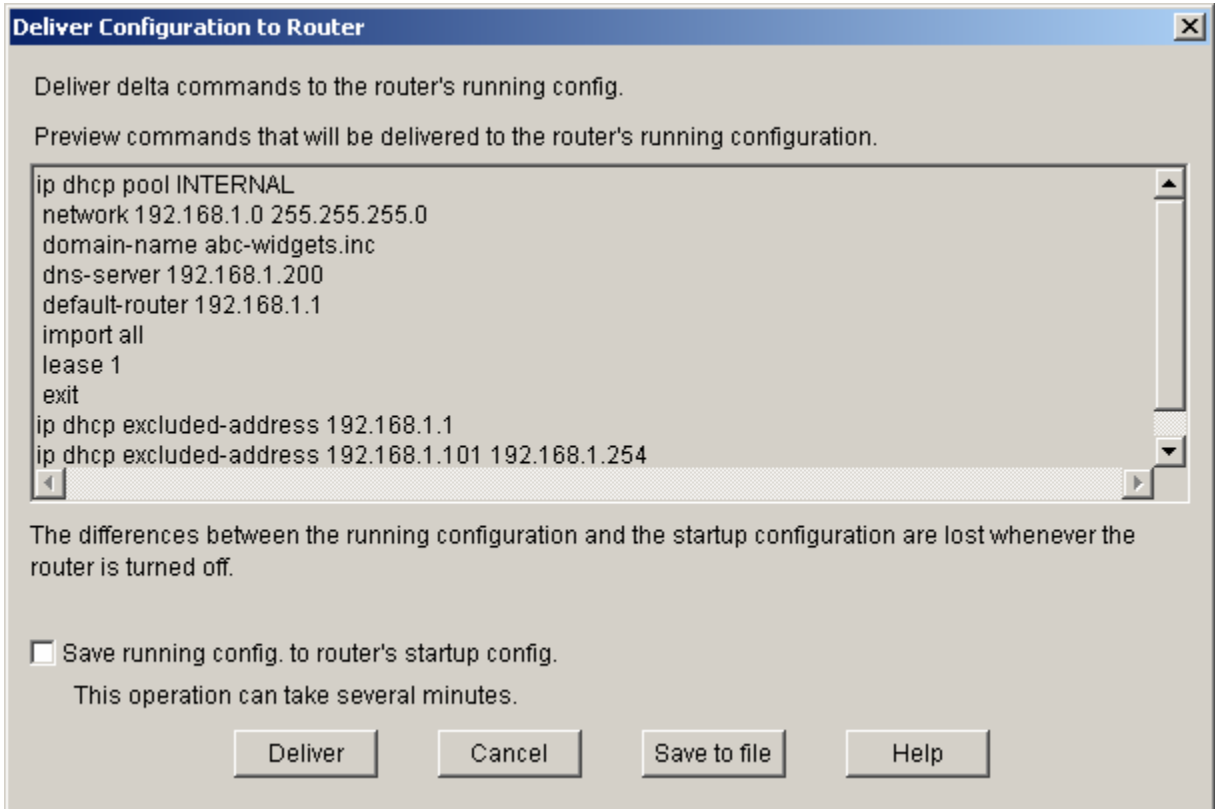 Deliver Configuration to Router
Deliver delta commands to the router's running config.
Preview commands that will be delivered to the router's running configuration.
ip dhcp pool INTERNAL
network 192.168.1.0 255.255.255.0
domain-name abc-widgets.inc
dns-server 192.168.1.200
default-router 192.168.1.1
import all
lease 1
exit
ip dhcp excluded-address 192.168.1.1
ip dhcp excluded-address 192.168.1.101 192.168.1.254
The differences between the running configuration and the startup configuration are lost whenever the
router is turned off.
Save running config. to router's startup config.
This operation can take several minutes.
Deliver Cancel Save to file Help